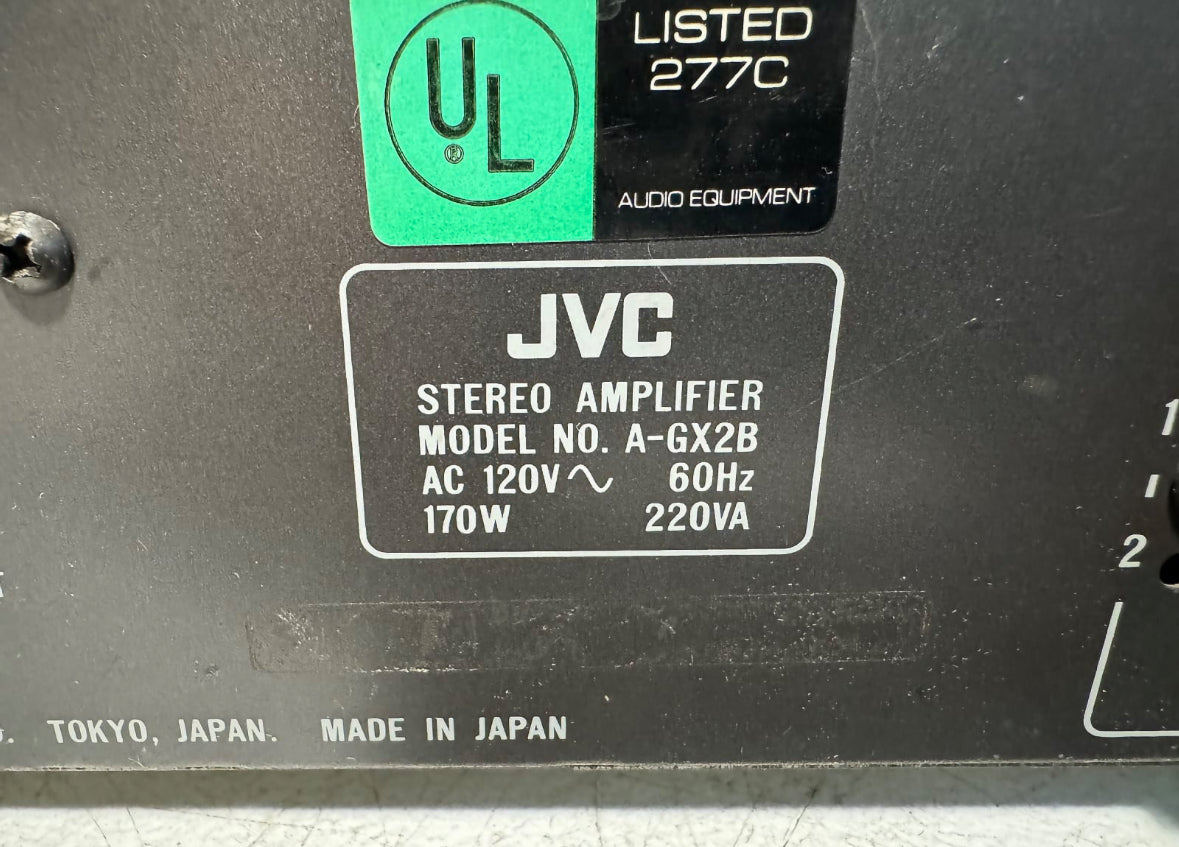 UL
®
LISTED
277C
AUDIO EQUIPMENT
JVC
STEREO AMPLIFIER
MODEL NO. A-GX2B
AC 120V∿ 60Hz
170W 220VA
1
2
TOKYO, JAPAN. MADE IN JAPAN